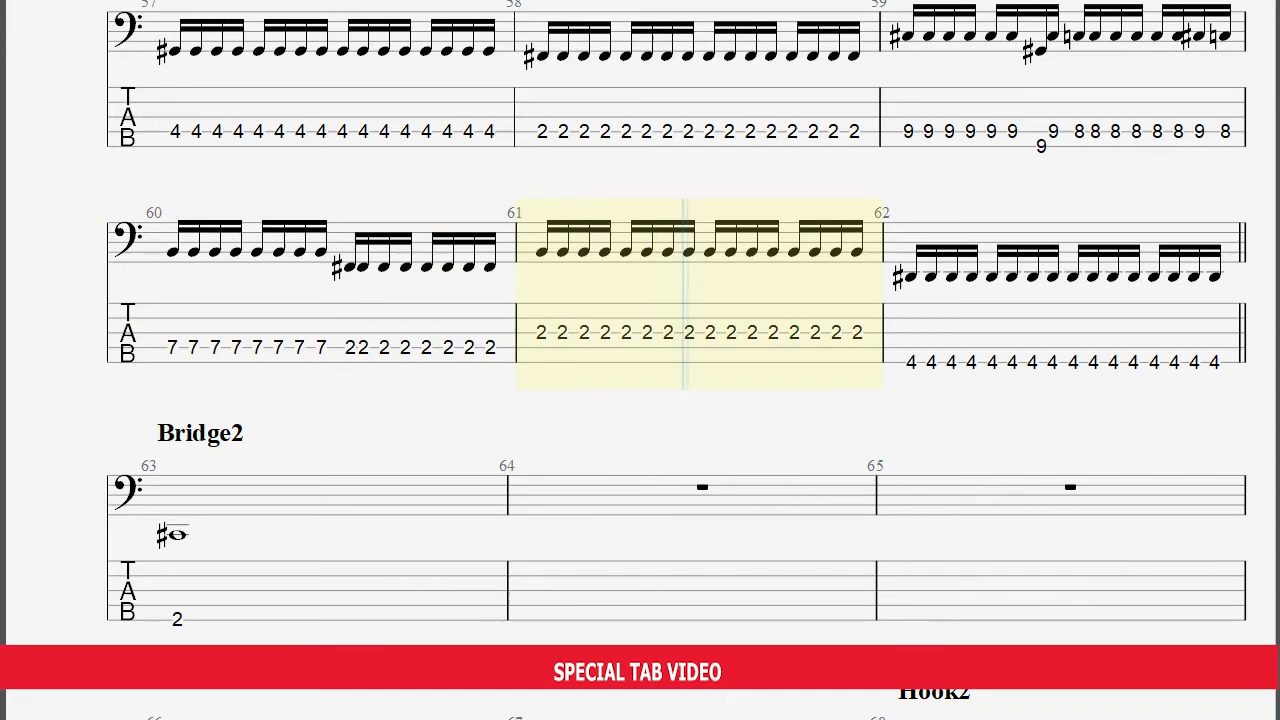 57 58 59
T
A
B
4 4 4 4 4 4 4 4 4 4 4 4 4 4 4 4 2 2 2 2 2 2 2 2 2 2 2 2 2 2 2 2 9 9 9 9 9 9 9 8 8 8 8 8 8 9 8
9
60 61 62
T
A
B
2 2 2 2 2 2 2 2 2 2 2 2 2 2 2 2
7 7 7 7 7 7 7 7 2 2 2 2 2 2 2 2
4 4 4 4 4 4 4 4 4 4 4 4 4 4 4 4
Bridge2
63 64 65
T
A
B
2
SPECIAL TAB VIDEO
Hook2
66 67 68